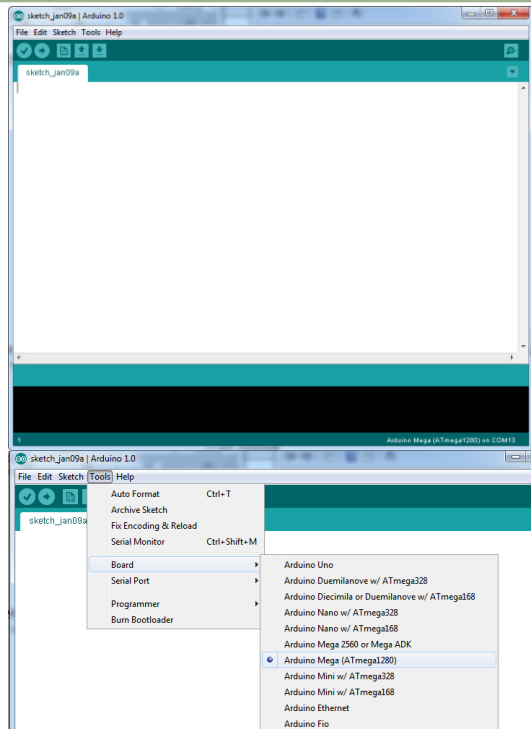 sketch_jan09a | Arduino 1.0
File Edit Sketch Tools Help
sketch_jan09a
1
Arduino Mega (ATmega1280) on COM13
sketch_jan09a | Arduino 1.0
File Edit Sketch Tools Help
sketch_jan09a
Auto Format Ctrl+T
Archive Sketch
Fix Encoding & Reload
Serial Monitor Ctrl+Shift+M
Board
Serial Port
Programmer
Burn Bootloader
Arduino Uno
Arduino Duemilanove w/ ATmega328
Arduino Diecimila or Duemilanove w/ ATmega168
Arduino Nano w/ ATmega328
Arduino Nano w/ ATmega168
Arduino Mega 2560 or Mega ADK
Arduino Mega (ATmega1280)
Arduino Mini w/ ATmega328
Arduino Mini w/ ATmega168
Arduino Ethernet
Arduino Fio